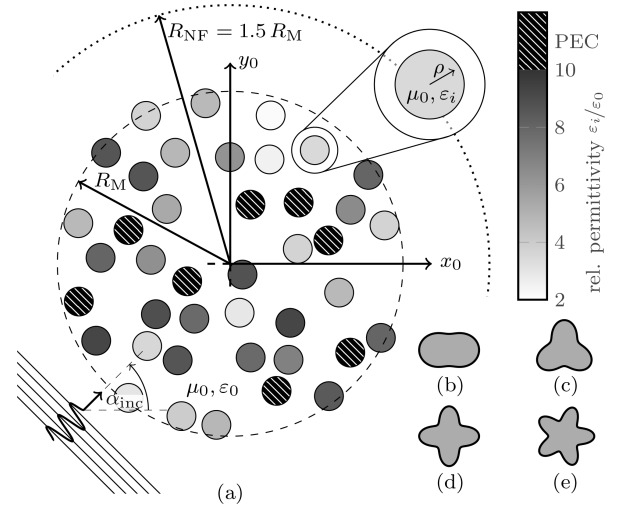 R_NF = 1.5 R_M
y_0
PEC
10
ρ
μ_0, ε_i
8
R_M
6
x_0
4
2
rel. permittivity ε_i/ε_0
μ_0, ε_0
α_inc
(b)
(c)
(d)
(e)
(a)